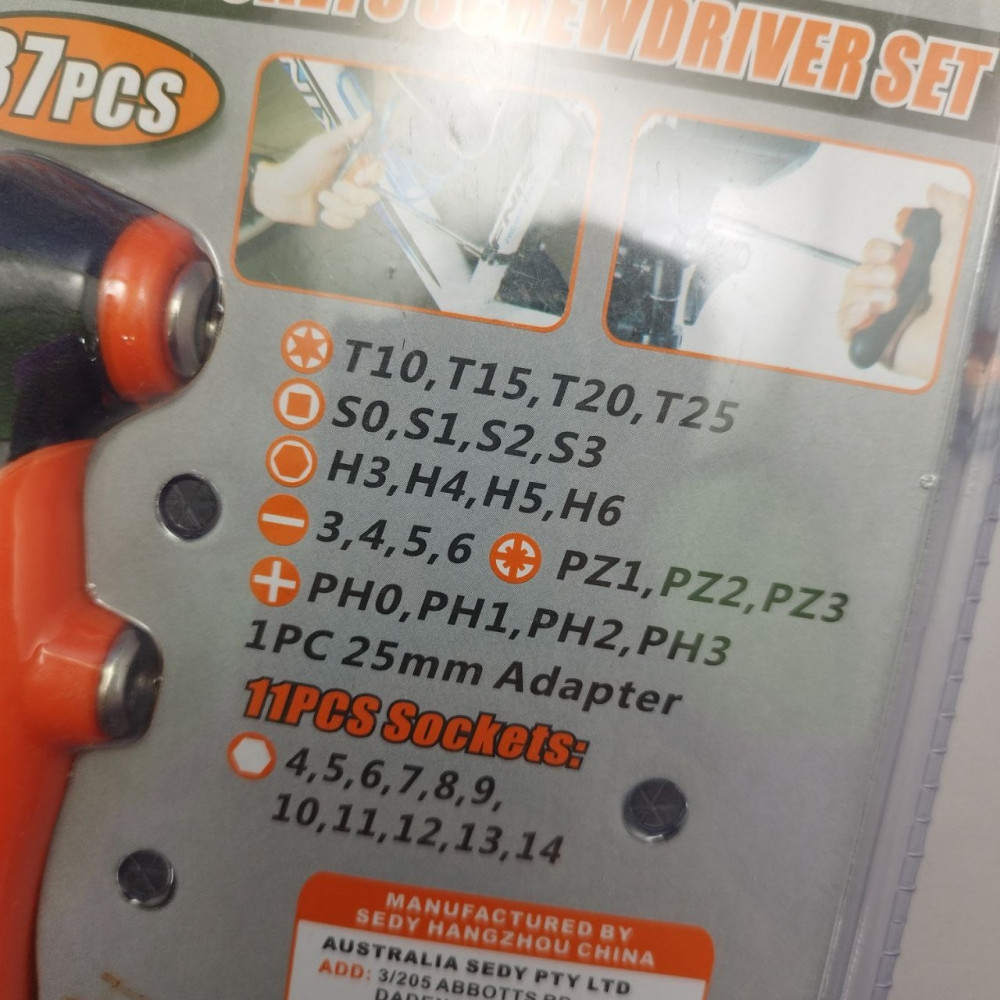 SCREWDRIVER SET
37PCS
T10,T15,T20,T25
S0,S1,S2,S3
H3,H4,H5,H6
3,4,5,6 PZ1,PZ2,PZ3
PH0,PH1,PH2,PH3
1PC 25mm Adapter
11PCS Sockets:
4,5,6,7,8,9,
10,11,12,13,14
MANUFACTURED BY
SEDY HANGZHOU CHINA
AUSTRALIA SEDY PTY LTD
ADD: 3/205 ABBOTTS